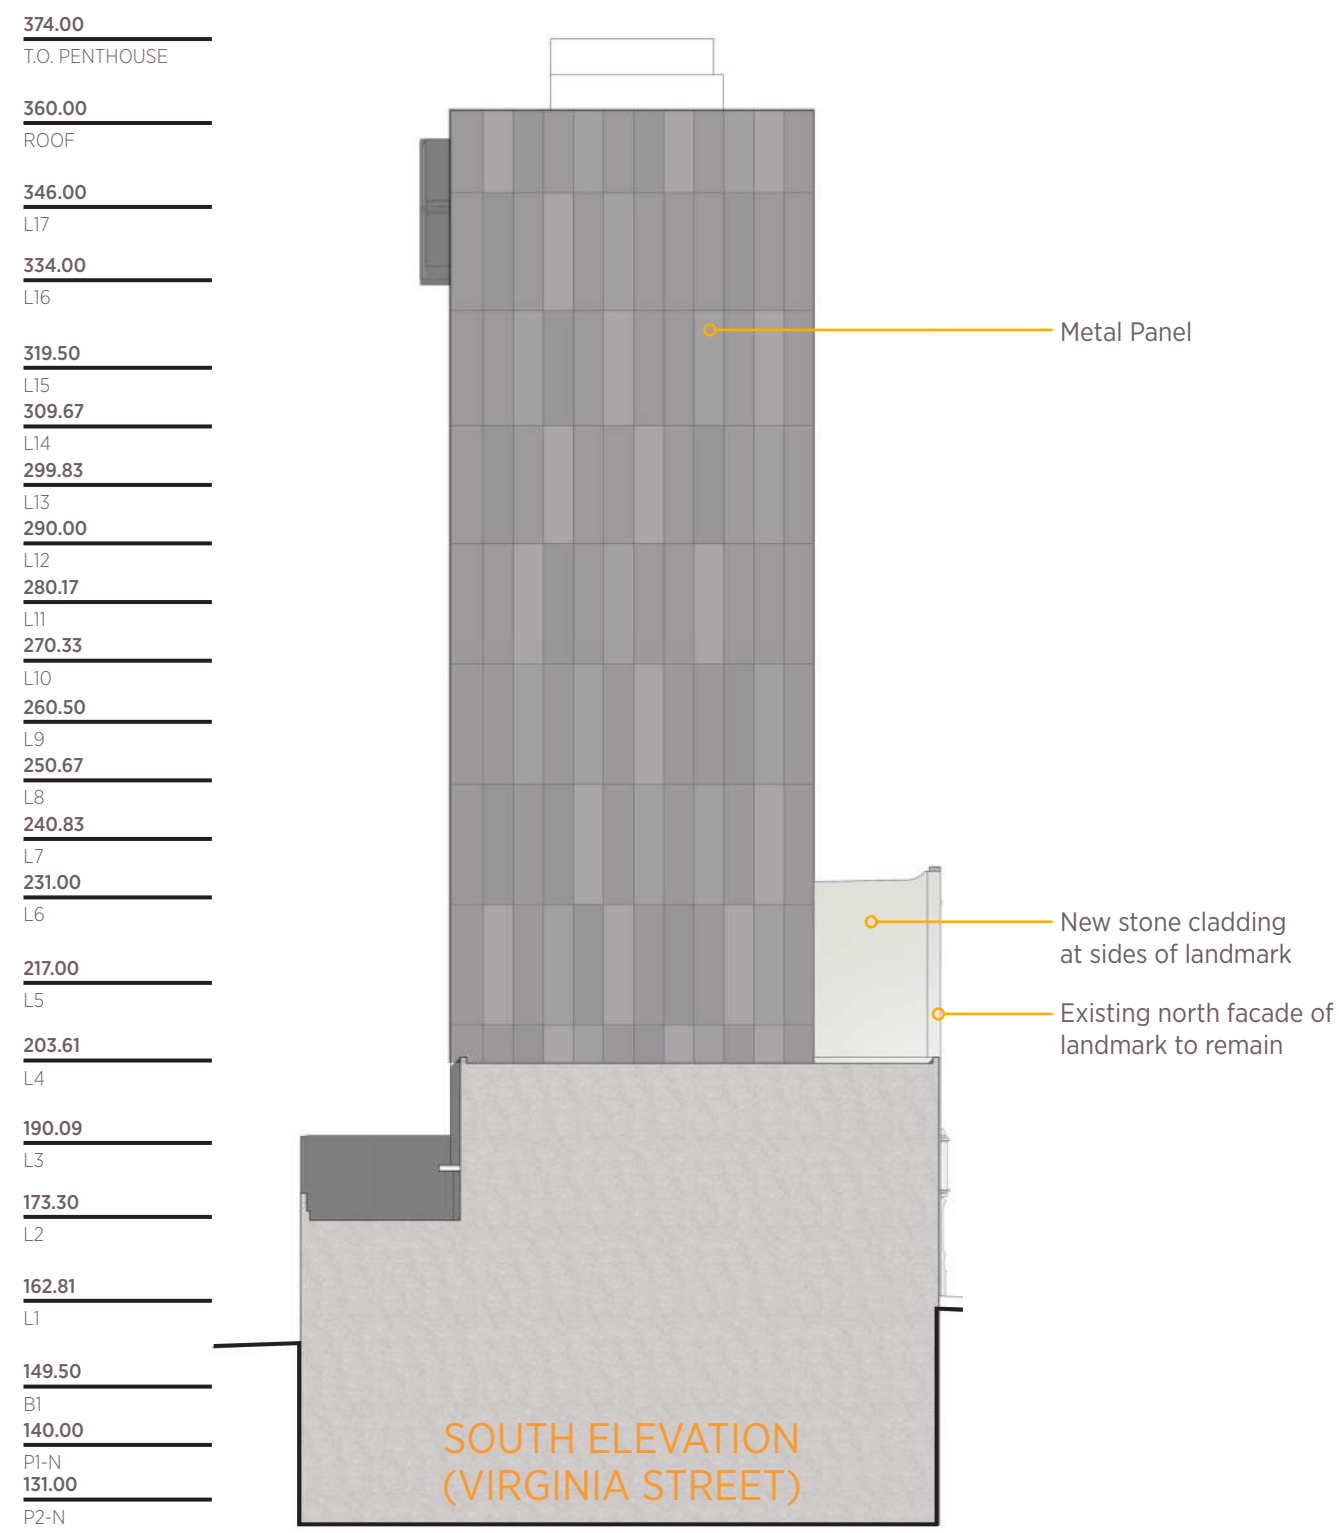 374.00
T.O. PENTHOUSE
360.00
ROOF
346.00
L17
334.00
L16
319.50
L15
309.67
L14
299.83
L13
290.00
L12
280.17
L11
270.33
L10
260.50
L9
250.67
L8
240.83
L7
231.00
L6
217.00
L5
203.61
L4
190.09
L3
173.30
L2
162.81
L1
149.50
B1
140.00
P1-N
131.00
P2-N
Metal Panel
New stone cladding
at sides of landmark
Existing north facade of
landmark to remain
SOUTH ELEVATION
(VIRGINIA STREET)